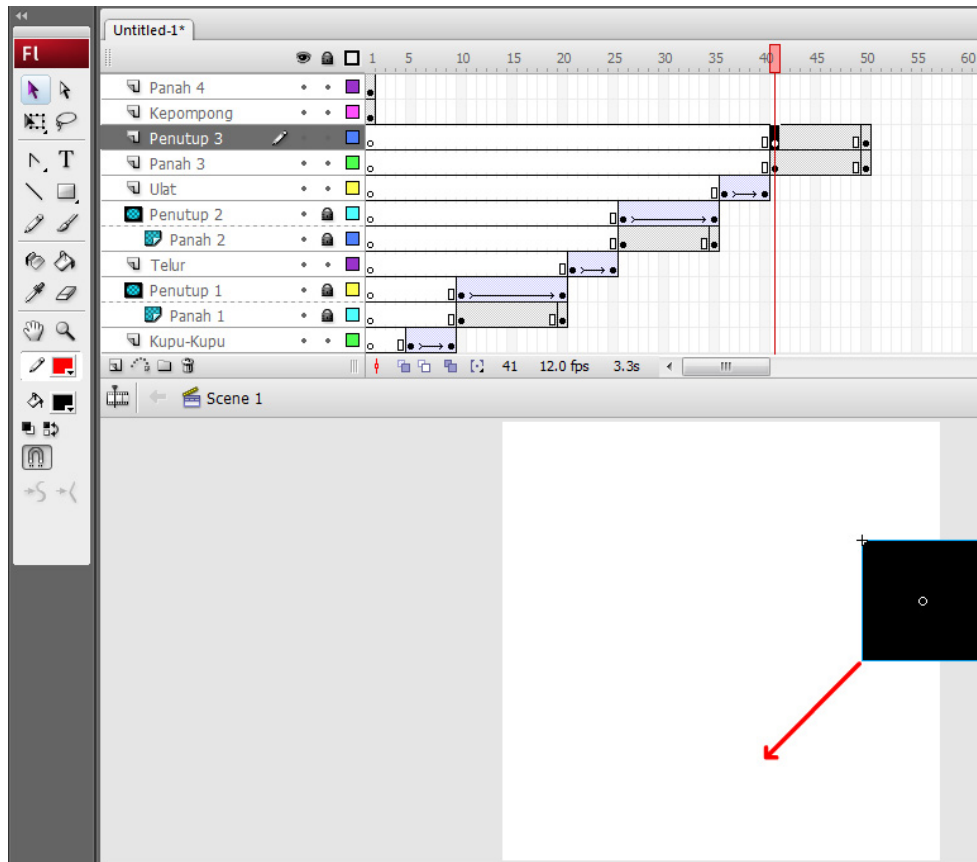 Untitled-1*
Fl
1 5 10 15 20 25 30 35 40 45 50 55 60
Panah 4
Kepompong
Penutup 3
Panah 3
Ulat
Penutup 2
Panah 2
Telur
Penutup 1
Panah 1
Kupu-Kupu
41 12.0 fps 3.3s
Scene 1
T